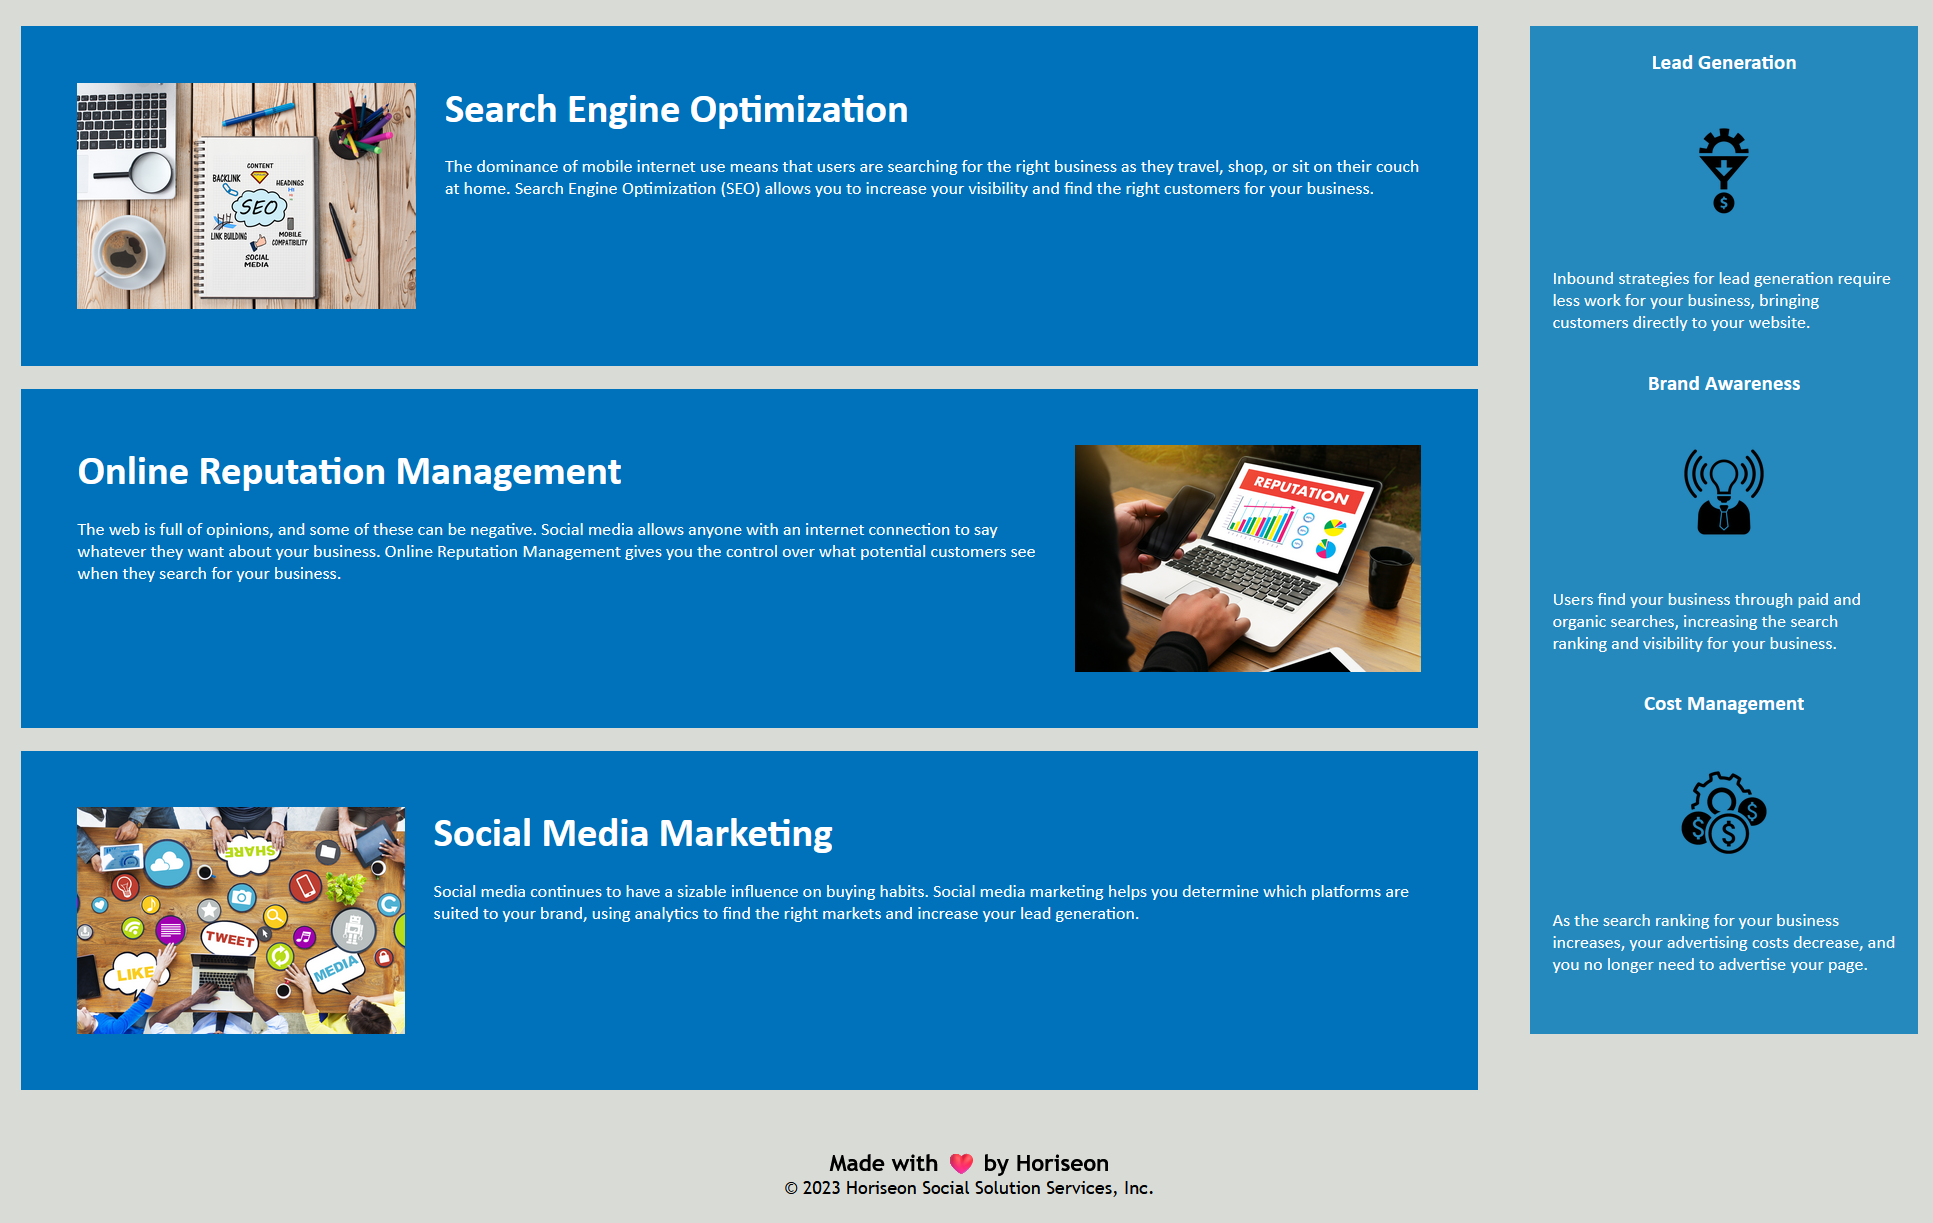 CONTENT
BACKLINK
HEADINGS
SEO
LINK BUILDING
MOBILE
COMPATIBILITY
SOCIAL
MEDIA
Search Engine Optimization
The dominance of mobile internet use means that users are searching for the right business as they travel, shop, or sit on their couch
at home. Search Engine Optimization (SEO) allows you to increase your visibility and find the right customers for your business.
Online Reputation Management
The web is full of opinions, and some of these can be negative. Social media allows anyone with an internet connection to say
whatever they want about your business. Online Reputation Management gives you the control over what potential customers see
when they search for your business.
REPUTATION
SHARE
TWEET
LIKE
MEDIA
Social Media Marketing
Social media continues to have a sizable influence on buying habits. Social media marketing helps you determine which platforms are
suited to your brand, using analytics to find the right markets and increase your lead generation.
Lead Generation
$
Inbound strategies for lead generation require
less work for your business, bringing
customers directly to your website.
Brand Awareness
Users find your business through paid and
organic searches, increasing the search
ranking and visibility for your business.
Cost Management
$ $ $
As the search ranking for your business
increases, your advertising costs decrease, and
you no longer need to advertise your page.
Made with ❤️ by Horiseon
© 2023 Horiseon Social Solution Services, Inc.